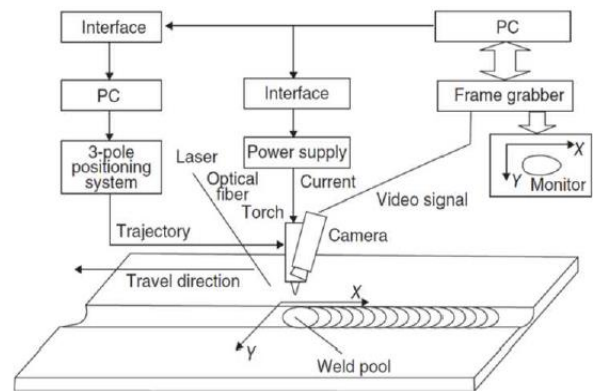 Interface
PC
PC
Interface
Frame grabber
3-pole
positioning
system
Laser
Optical
fiber
Power supply
Current
Torch
Video signal
X
Y
Monitor
Trajectory
Camera
Travel direction
X
Y
Weld pool